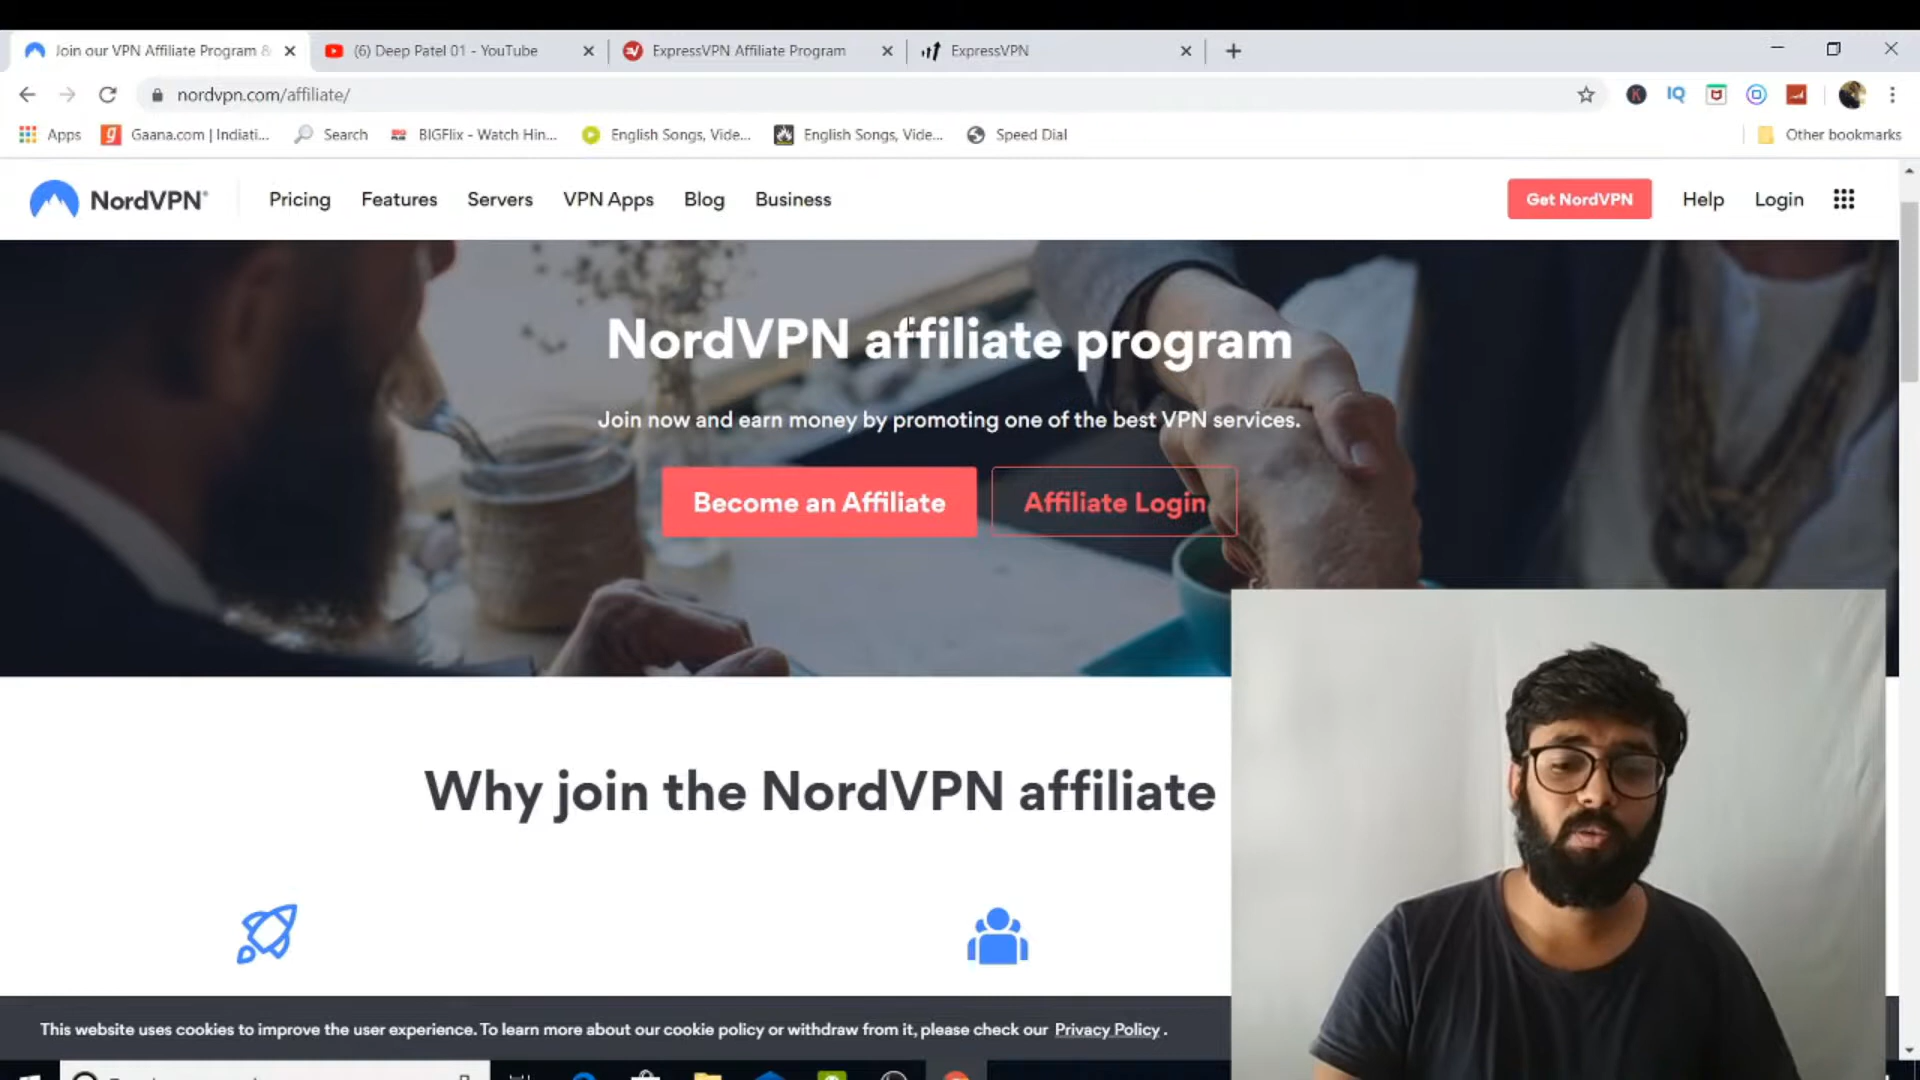 Join our VPN Affiliate Program &
(6) Deep Patel 01 - YouTube
ExpressVPN Affiliate Program
ExpressVPN
nordvpn.com/affiliate/
IQ
Apps
Gaana.com | Indiati...
Search
BIGFlix - Watch Hin...
English Songs, Vide...
English Songs, Vide...
Speed Dial
Other bookmarks
NordVPN®
Pricing
Features
Servers
VPN Apps
Blog
Business
Get NordVPN
Help
Login
NordVPN affiliate program
Join now and earn money by promoting one of the best VPN services.
Become an Affiliate
Affiliate Login
Why join the NordVPN affiliate
This website uses cookies to improve the user experience. To learn more about our cookie policy or withdraw from it, please check our Privacy Policy .